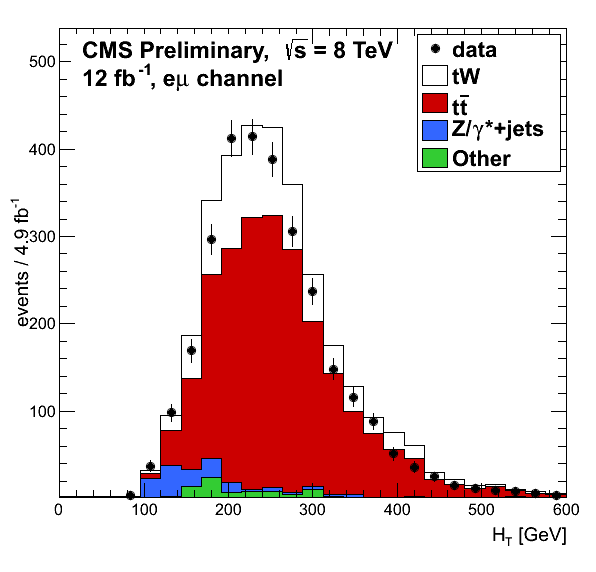 CMS Preliminary, √s = 8 TeV
12 fb⁻¹, eμ channel
data
tW
tt̄
Z/γ*+jets
Other
events / 4.9 fb⁻¹
500
400
300
200
100
0 100 200 300 400 500 600
H_T [GeV]